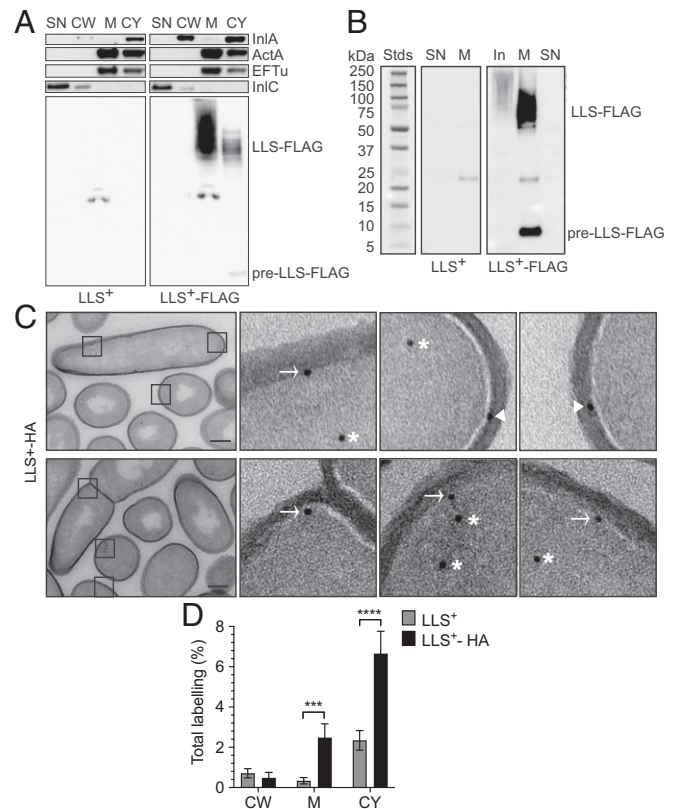 A
SN CW M CY SN CW M CY
InlA
ActA
EFTu
InlC
LLS-FLAG
pre-LLS-FLAG
LLS+ LLS+-FLAG
B
kDa Stds SN M In M SN
250
150
100
75
50
37
25
20
15
10
5
LLS-FLAG
pre-LLS-FLAG
LLS+ LLS+-FLAG
C
LLS+-HA
*
*
*
*
*
D
Total labelling (%)
8
6
4
2
0
***
****
LLS+
LLS+- HA
CW M CY